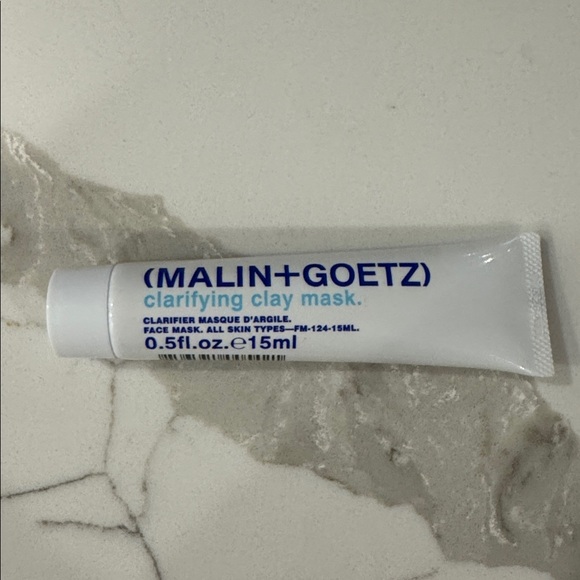 (MALIN+GOETZ)
clarifying clay mask.
CLARIFIER MASQUE D'ARGILE.
FACE MASK. ALL SKIN TYPES—FM-124-15ML.
0.5fl.oz.℮15ml